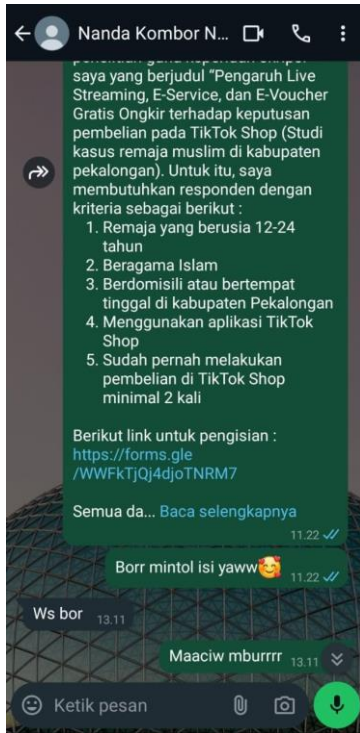 Nanda Kombor N...
penelitian guna keperluan skripsi
saya yang berjudul “Pengaruh Live
Streaming, E-Service, dan E-Voucher
Gratis Ongkir terhadap keputusan
pembelian pada TikTok Shop (Studi
kasus remaja muslim di kabupaten
pekalongan). Untuk itu, saya
membutuhkan responden dengan
kriteria sebagai berikut :
1. Remaja yang berusia 12-24
tahun
2. Beragama Islam
3. Berdomisili atau bertempat
tinggal di kabupaten Pekalongan
4. Menggunakan aplikasi TikTok
Shop
5. Sudah pernah melakukan
pembelian di TikTok Shop
minimal 2 kali
Berikut link untuk pengisian :
https://forms.gle
/WWFkTjQj4djoTNRM7
Semua da... Baca selengkapnya
11.22
Borr mintol isi yaww🥰 11.22
Ws bor 13.11
Maaciw mburrrr 13.11
Ketik pesan